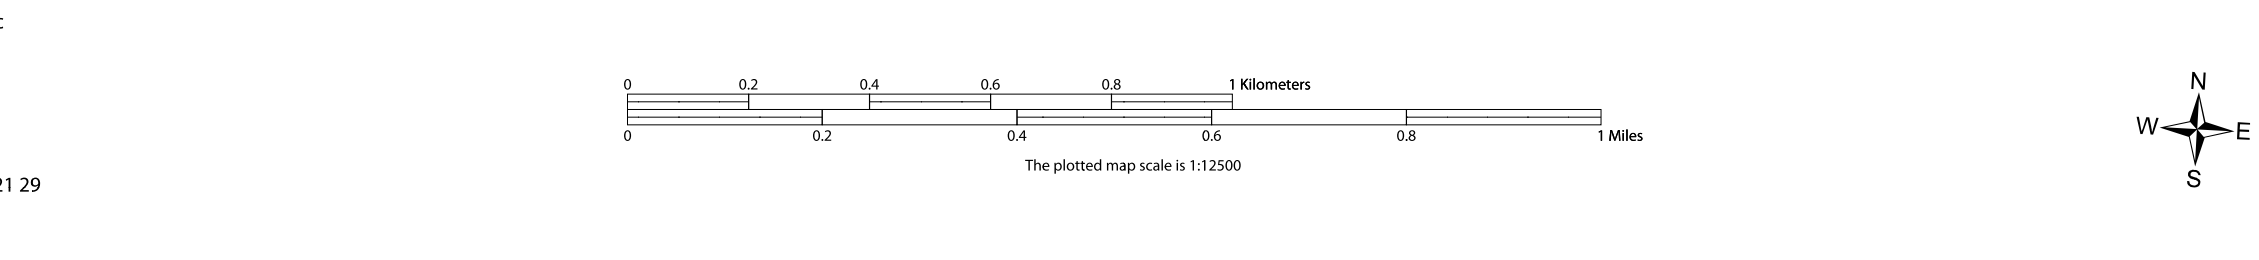 0 0.2 0.4 0.6 0.8 1 Kilometers
0 0.2 0.4 0.6 0.8 1 Miles
The plotted map scale is 1:12500
21 29
N
W E
S